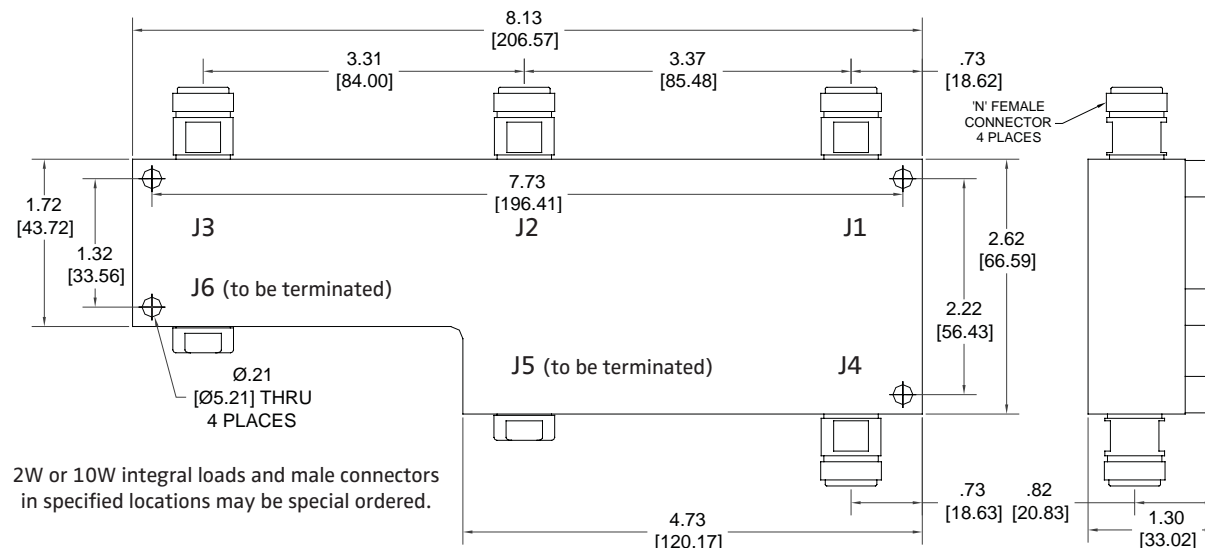 8.13
[206.57]
3.31
[84.00]
3.37
[85.48]
.73
[18.62]
'N' FEMALE
CONNECTOR
4 PLACES
1.72
[43.72]
1.32
[33.56]
7.73
[196.41]
J3
J2
J1
2.62
[66.59]
J6 (to be terminated)
2.22
[56.43]
J5 (to be terminated)
J4
Ø.21
[Ø5.21] THRU
4 PLACES
2W or 10W integral loads and male connectors
in specified locations may be special ordered.
.73
[18.63]
.82
[20.83]
4.73
[120.17]
1.30
[33.02]